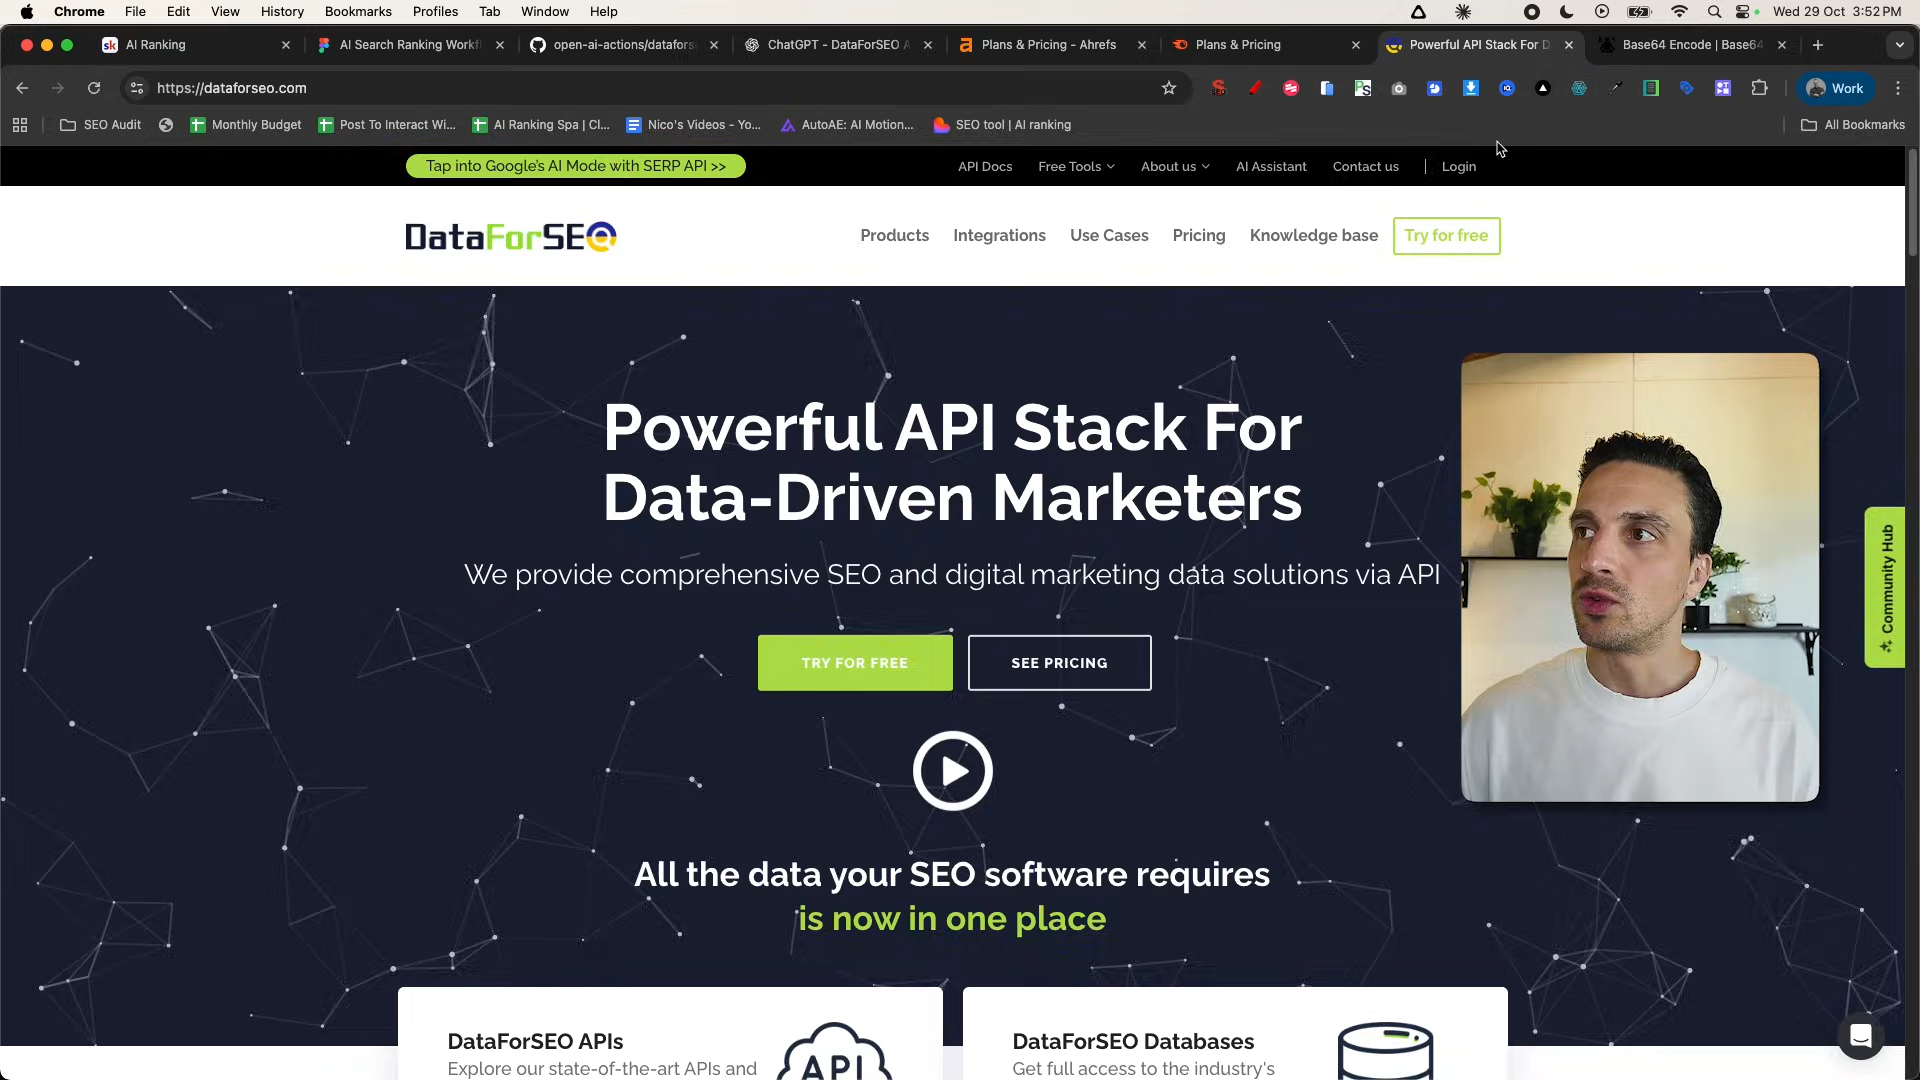 Chrome File Edit View History Bookmarks Profiles Tab Window Help
Wed 29 Oct 3:52 PM
sk AI Ranking
AI Search Ranking Workf
open-ai-actions/datafors
ChatGPT - DataForSEO A
Plans & Pricing - Ahrefs
Plans & Pricing
Powerful API Stack For D
Base64 Encode | Base64
https://dataforseo.com
Work
SEO Audit
Monthly Budget
Post To Interact Wi...
AI Ranking Spa | Cl...
Nico's Videos - Yo...
AutoAE: AI Motion...
SEO tool | AI ranking
All Bookmarks
Tap into Google's AI Mode with SERP API >>
API Docs Free Tools About us AI Assistant Contact us | Login
DataForSEO
Products Integrations Use Cases Pricing Knowledge base Try for free
Powerful API Stack For
Data-Driven Marketers
We provide comprehensive SEO and digital marketing data solutions via API
TRY FOR FREE
SEE PRICING
Community Hub
All the data your SEO software requires
is now in one place
DataForSEO APIs
Explore our state-of-the-art APIs and
API
DataForSEO Databases
Get full access to the industry's